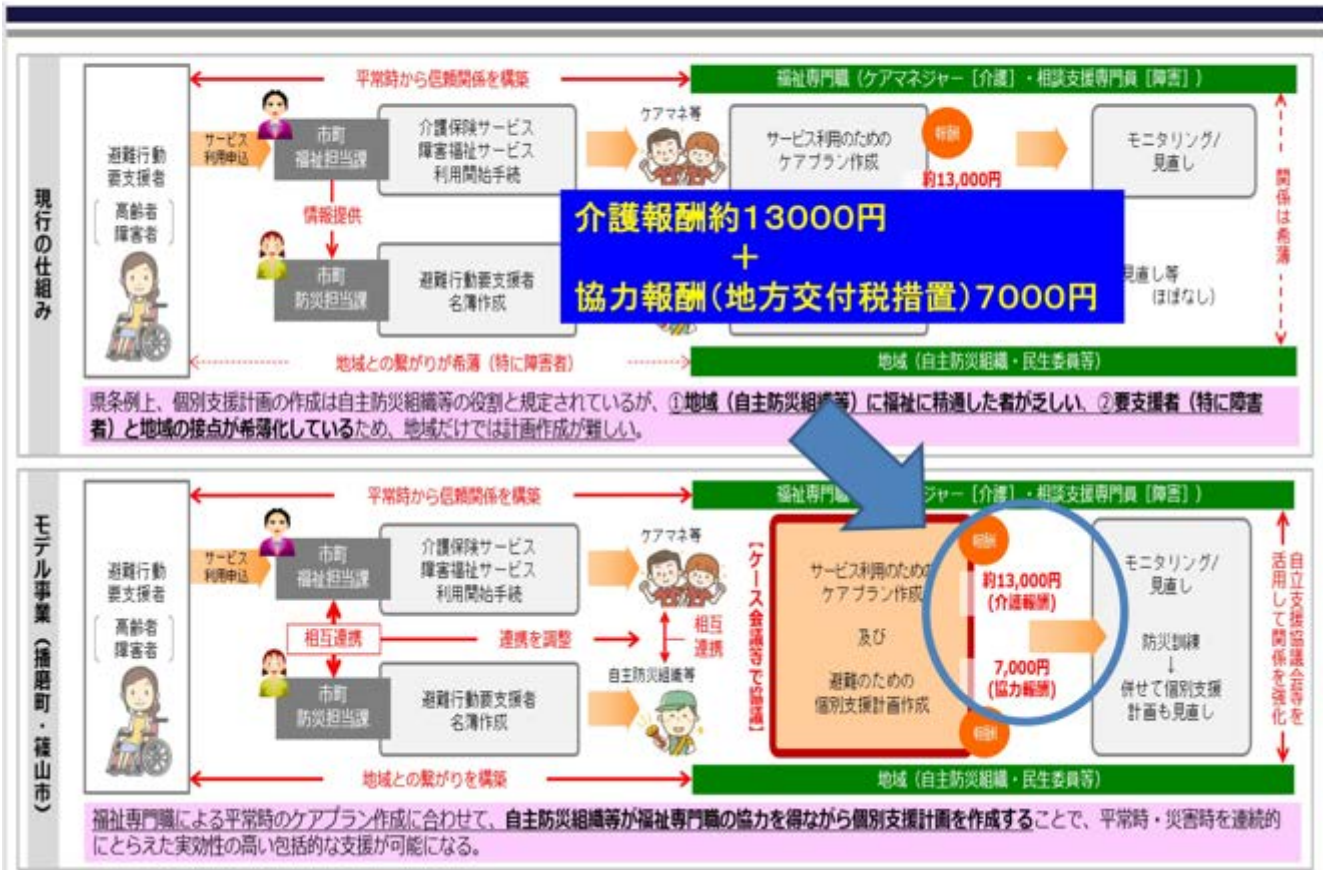 現行の仕組み
避難行動
要支援者
高齢者
障害者
平常時から信頼関係を構築
福祉専門職（ケアマネジャー［介護］・相談支援専門員［障害］）
サービス
利用申込
市町
福祉担当課
介護保険サービス
障害福祉サービス
利用開始手続
ケアマネ等
サービス利用のための
ケアプラン作成
報酬
約13,000円
モニタリング/
見直し
関係は希薄
情報提供
市町
防災担当課
避難行動要支援者
名簿作成
介護報酬約13000円
＋
協力報酬(地方交付税措置)7000円
見直し等
ほぼなし）
地域との繋がりが希薄（特に障害者）
地域（自主防災組織・民生委員等）
県条例上、個別支援計画の作成は自主防災組織等の役割と規定されているが、①地域（自主防災組織等）に福祉に精通した者が乏しい、②要支援者（特に障害
者）と地域の接点が希薄化しているため、地域だけでは計画作成が難しい。
モデル事業（播磨町・篠山市）
避難行動
要支援者
高齢者
障害者
平常時から信頼関係を構築
福祉専門職
ジャー［介護］・相談支援専門員［障害］）
サービス
利用申込
市町
福祉担当課
介護保険サービス
障害福祉サービス
利用開始手続
ケアマネ等
相互連携
連携を調整
相互
連携
市町
防災担当課
避難行動要支援者
名簿作成
自主防災組織等
【ケース会議等で協議】
サービス利用のための
ケアプラン作成
及び
避難のための
個別支援計画作成
報酬
約13,000円
(介護報酬)
7,000円
(協力報酬)
報酬
モニタリング/
見直し
防災訓練
↓
併せて個別支援
計画も見直し
自立支援協議会等を
活用して関係を強化
地域との繋がりを構築
地域（自主防災組織・民生委員等）
福祉専門職による平常時のケアプラン作成に合わせて、自主防災組織等が福祉専門職の協力を得ながら個別支援計画を作成することで、平常時・災害時を連続的
にとらえた実効性の高い包括的な支援が可能になる。